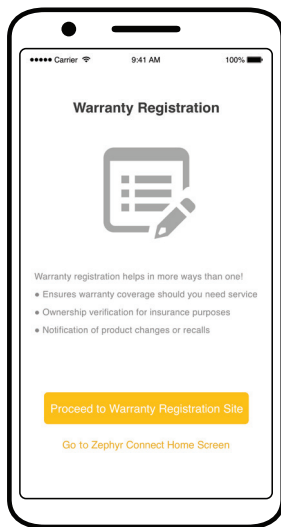 ●●●●● Carrier 9:41 AM 100%
Warranty Registration
Warranty registration helps in more ways than one!
● Ensures warranty coverage should you need service
● Ownership verification for insurance purposes
● Notification of product changes or recalls
Proceed to Warranty Registration Site
Go to Zephyr Connect Home Screen